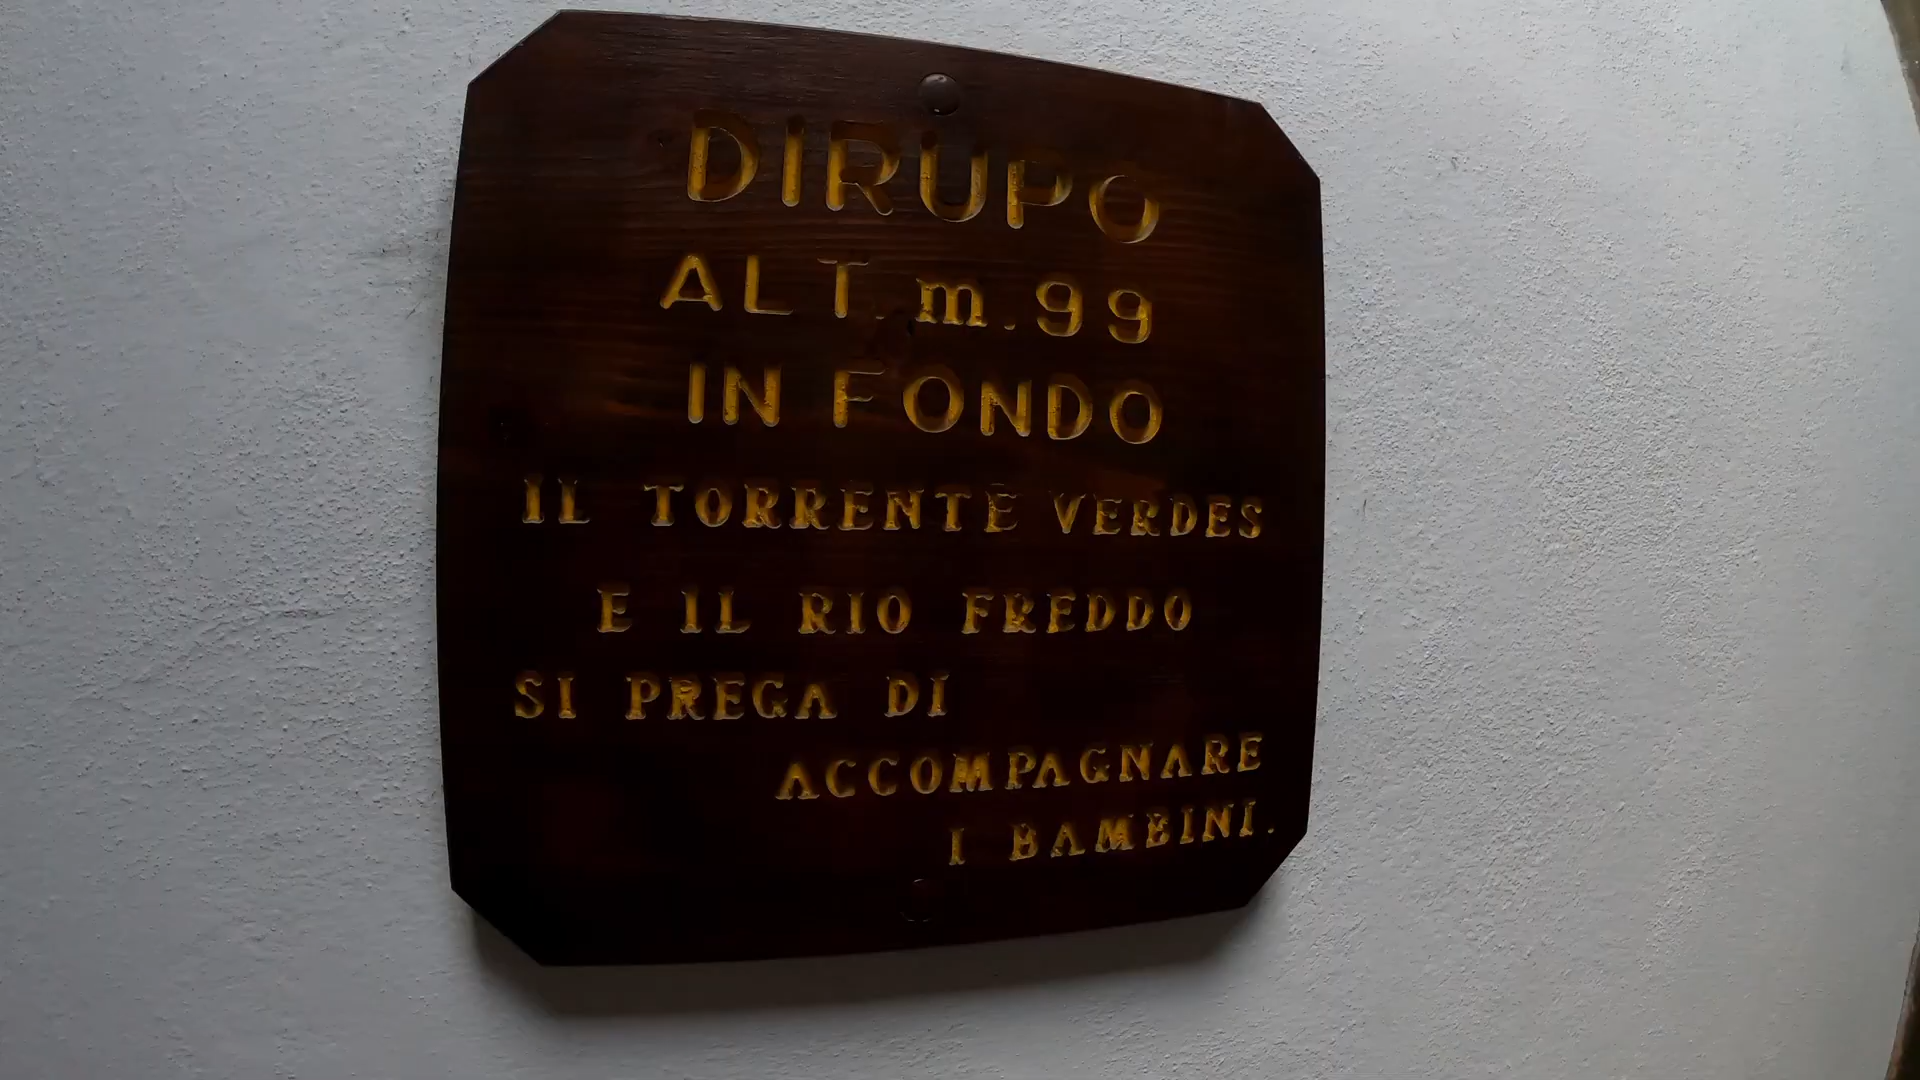 DIRUPO
ALT. m. 99
IN FONDO
IL TORRENTE VERDES
E IL RIO FREDDO
SI PREGA DI
ACCOMPAGNARE
I BAMBINI.